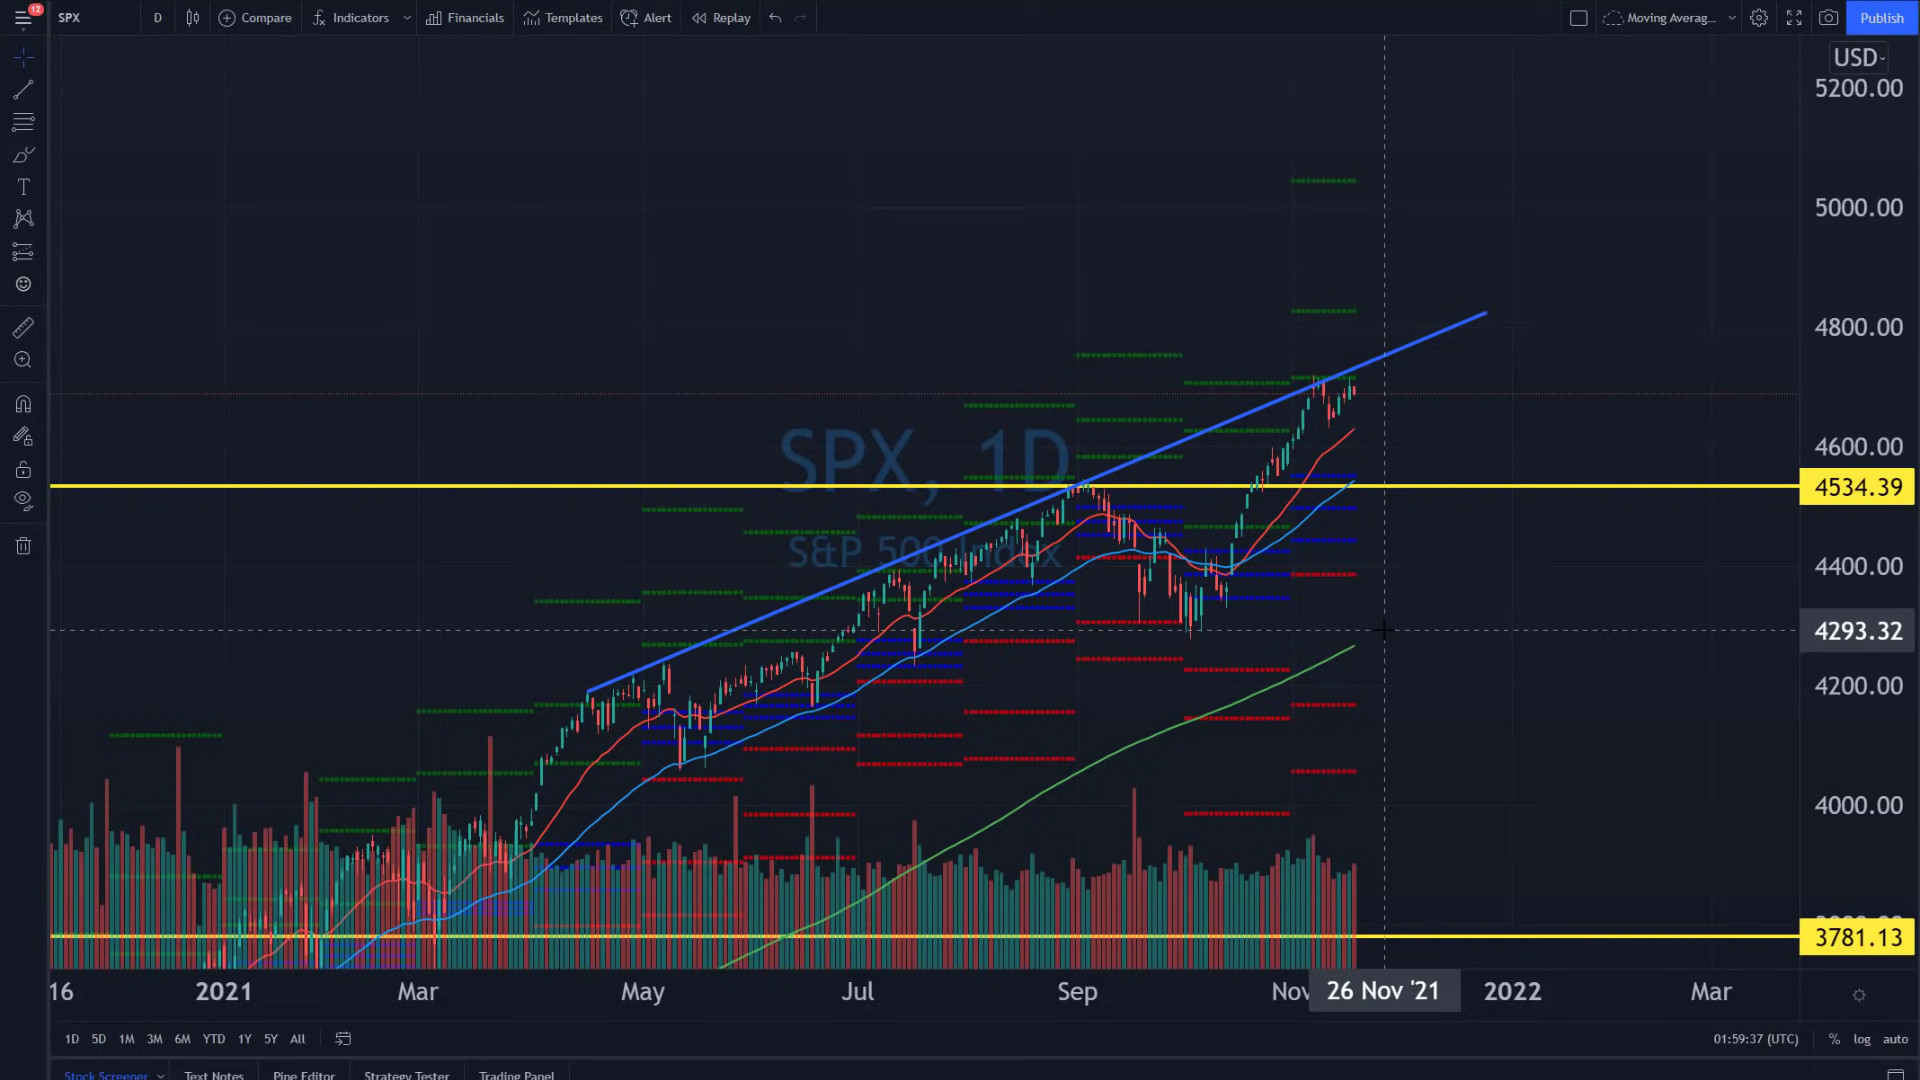 12
SPX D Compare Indicators Financials Templates Alert Replay Moving Averag... Publish
USD
5200.00
5000.00
4800.00
4600.00
4534.39
4400.00
4293.32
4200.00
4000.00
3781.13
SPX, 1D
S&P 500 Index
16 2021 Mar May Jul Sep Nov 26 Nov '21 2022 Mar
1D 5D 1M 3M 6M YTD 1Y 5Y All 01:59:37 (UTC) % log auto
Stock Screener Text Notes Pine Editor Strategy Tester Trading Panel